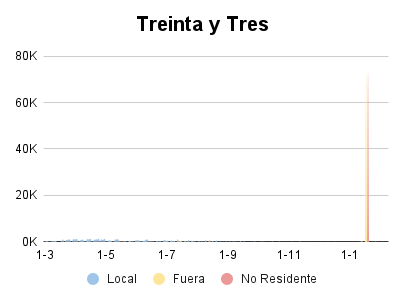 Treinta y Tres
80K
60K
40K
20K
0K
1-3 1-5 1-7 1-9 1-11 1-1
Local Fuera No Residente